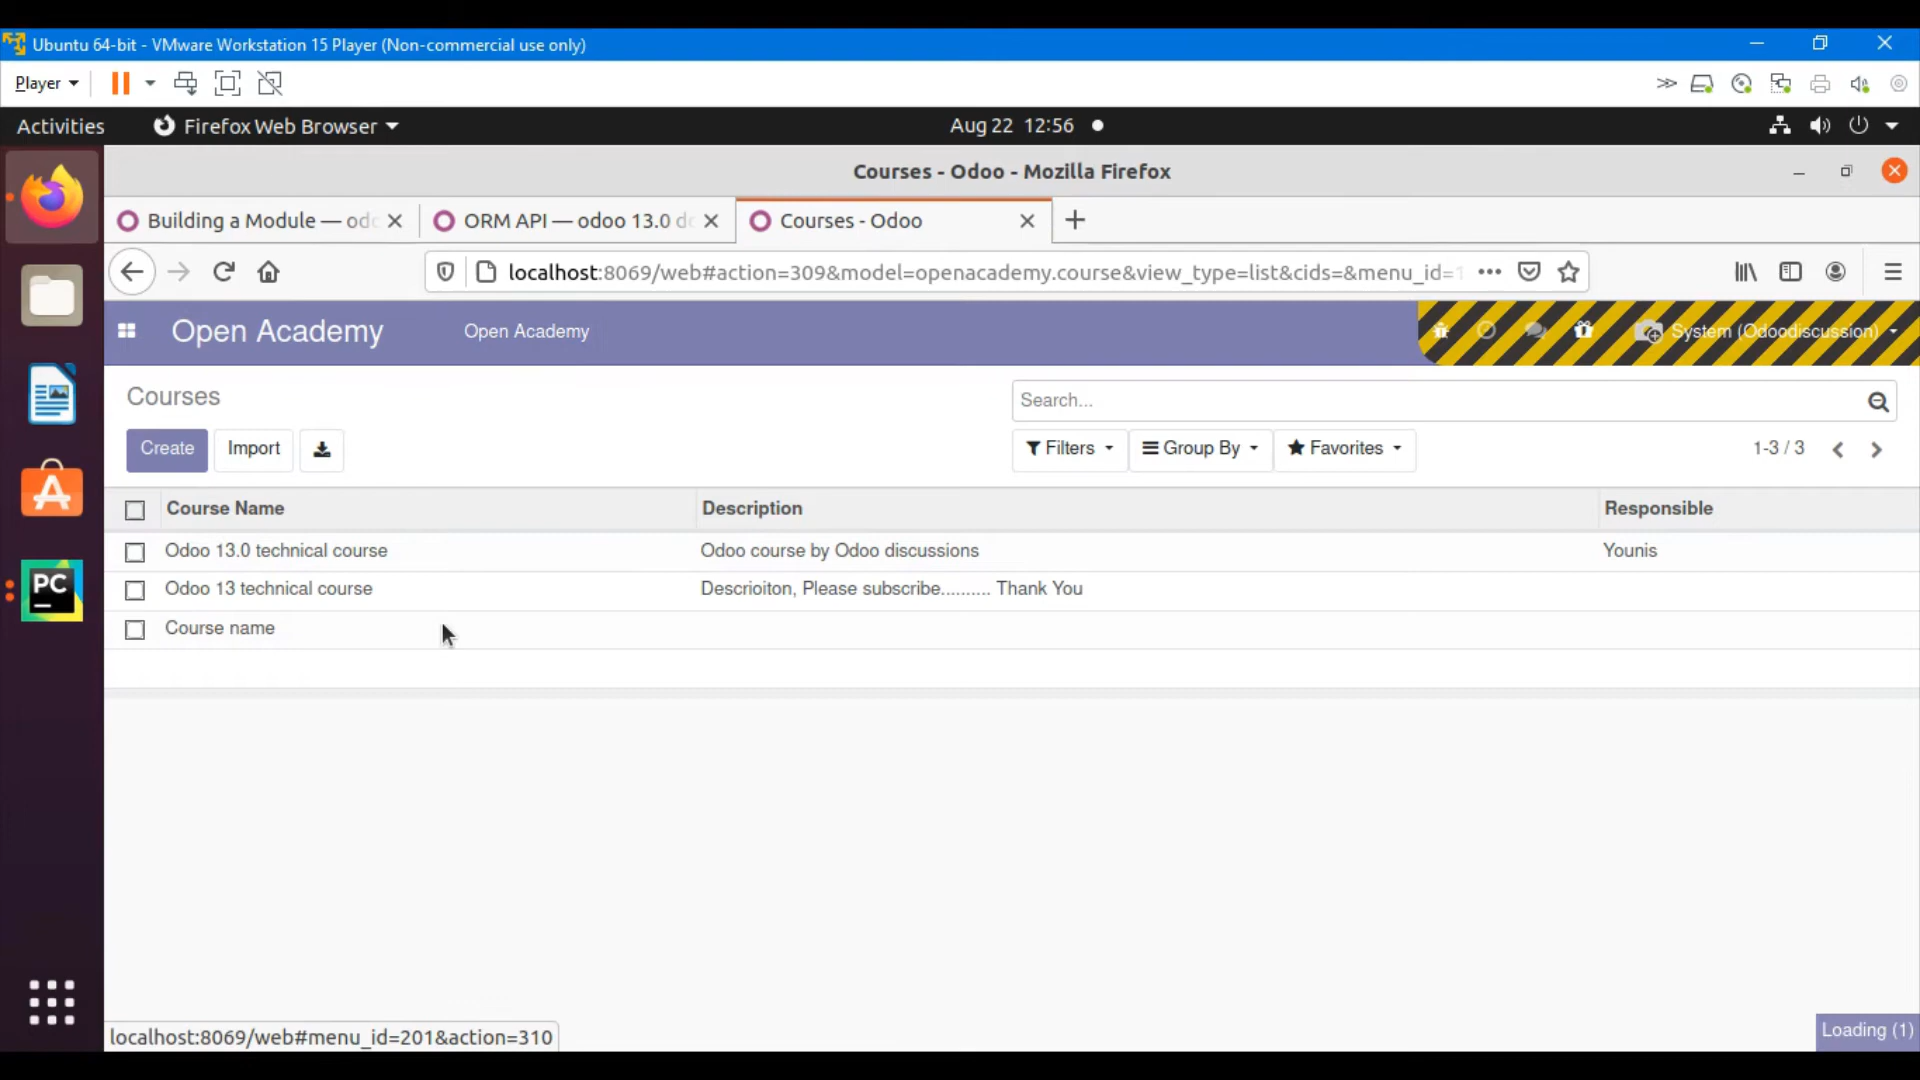 Ubuntu 64-bit - VMware Workstation 15 Player (Non-commercial use only)
Player
Activities
Firefox Web Browser
Aug 22 12:56
Courses - Odoo - Mozilla Firefox
Building a Module — odo
ORM API — odoo 13.0 do
Courses - Odoo
localhost:8069/web#action=309&model=openacademy.course&view_type=list&cids=&menu_id=1
Open Academy
Open Academy
System (Odoodiscussion)
Courses
Search...
Create
Import
Filters
Group By
Favorites
1-3 / 3
Course Name
Description
Responsible
Odoo 13.0 technical course
Odoo course by Odoo discussions
Younis
Odoo 13 technical course
Descrioiton, Please subscribe.......... Thank You
Course name
PC
localhost:8069/web#menu_id=201&action=310
Loading (1)